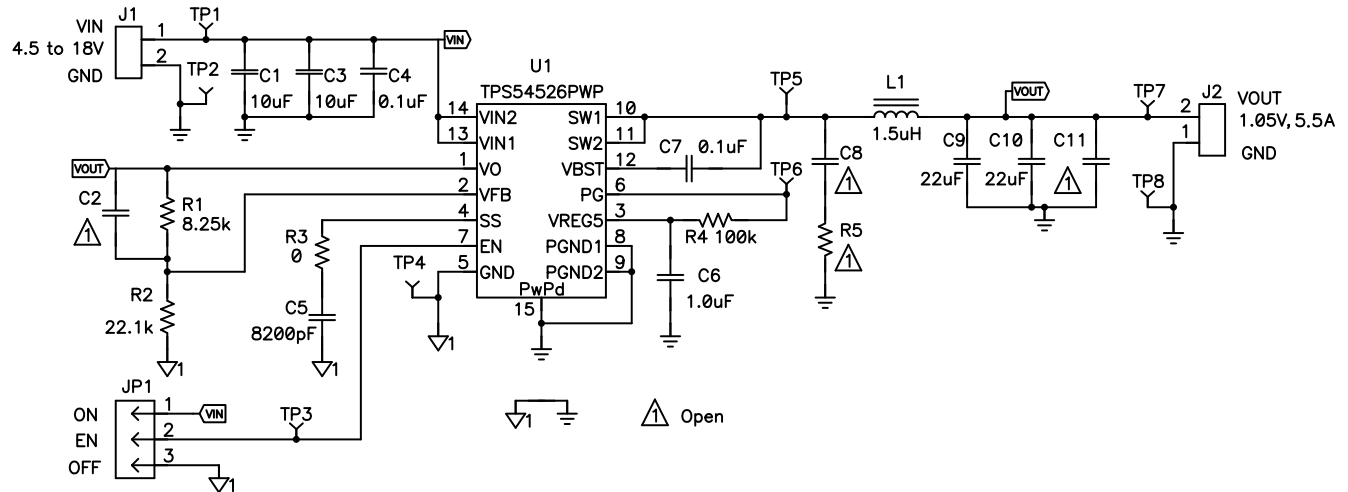 J1
TP1
VIN
4.5 to 18V
GND
1
2
TP2
VIN
C1
10uF
C3
10uF
C4
0.1uF
U1
TPS54526PWP
14
VIN2
13
VIN1
1
VO
2
VFB
4
SS
7
EN
5
GND
PwPd
15
SW1
10
SW2
11
VBST
12
PG
6
VREG5
3
PGND1
8
PGND2
9
VOUT
C2
1
R1
8.25k
R2
22.1k
1
R3
0
C5
8200pF
1
TP4
1
C7
0.1uF
TP5
TP6
R4
100k
C6
1.0uF
C8
1
R5
1
L1
1.5uH
VOUT
C9
22uF
C10
22uF
C11
1
TP7
TP8
J2
2
1
VOUT
1.05V, 5.5A
GND
JP1
ON
EN
OFF
1
2
3
VIN
TP3
1
1
1 Open